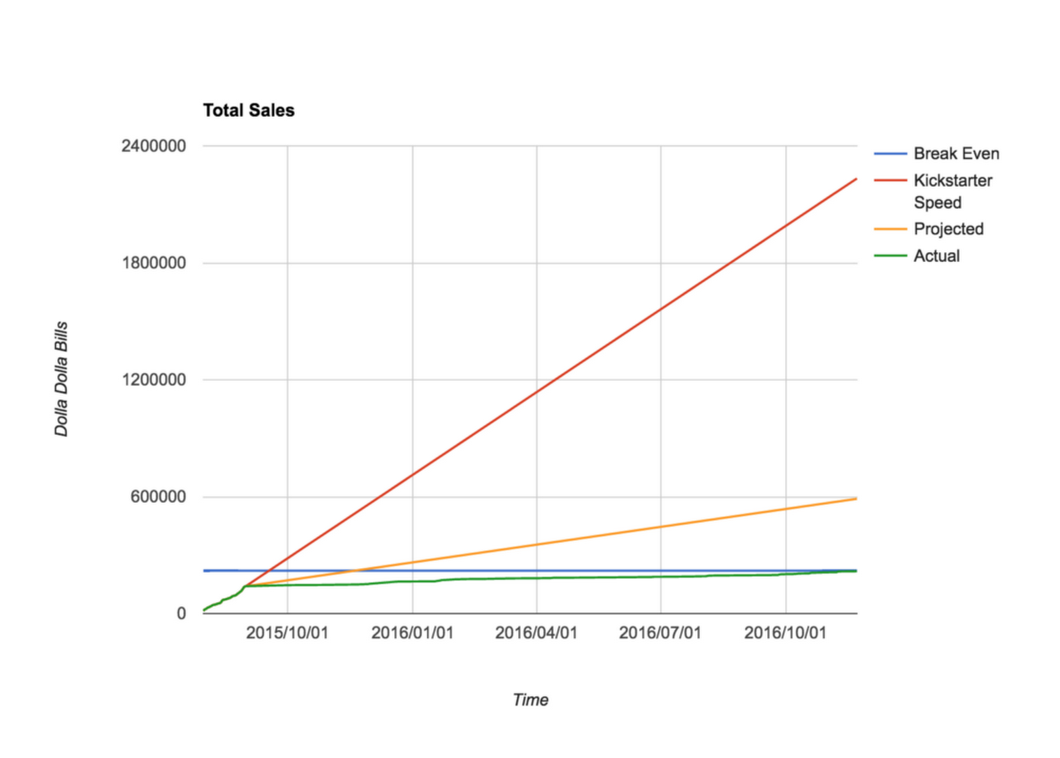 Total Sales
2400000
1800000
1200000
600000
0
Dolla Dolla Bills
2015/10/01
2016/01/01
2016/04/01
2016/07/01
2016/10/01
Time
Break Even
Kickstarter
Speed
Projected
Actual